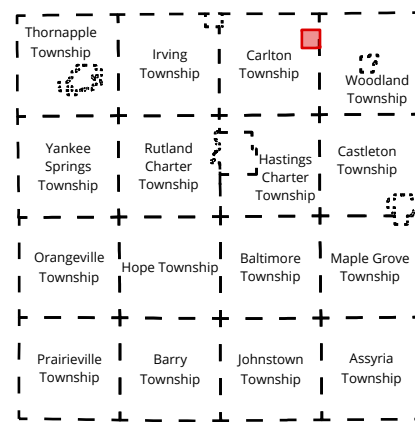 Thornapple
Township
Irving
Township
Carlton
Township
Woodland
Township
Yankee
Springs
Township
Rutland
Charter
Township
Hastings
Charter
Township
Castleton
Township
Orangeville
Township
Hope Township
Baltimore
Township
Maple Grove
Township
Prairieville
Township
Barry
Township
Johnstown
Township
Assyria
Township